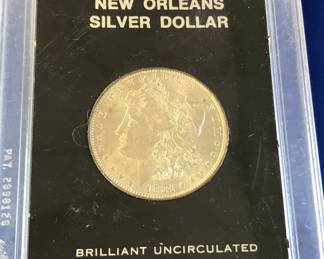 NEW ORLEANS
SILVER DOLLAR
BRILLIANT UNCIRCULATED